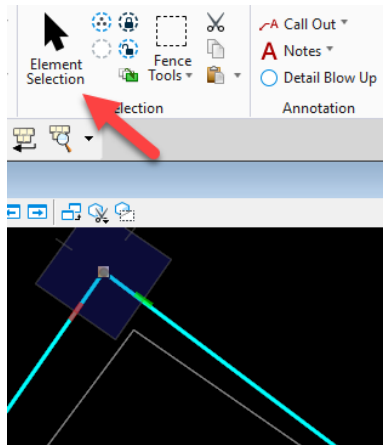 Element
Selection
Fence
Tools
Call Out
A Notes
Detail Blow Up
election
Annotation